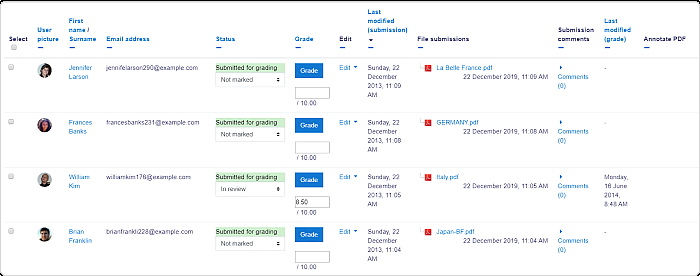 Select
User picture
First name / Surname
Email address
Status
Grade
Edit
Last modified (submission)
File submissions
Submission comments
Last modified (grade)
Annotate PDF
Jennifer Larson
jenniferlarson290@example.com
Submitted for grading
Not marked
Grade
/ 10.00
Edit
Sunday, 22 December 2013, 11:09 AM
La Belle France.pdf
22 December 2019, 11:09 AM
Comments (0)
-
Frances Banks
francesbanks231@example.com
Submitted for grading
Not marked
Grade
/ 10.00
Edit
Sunday, 22 December 2013, 11:08 AM
GERMANY.pdf
22 December 2019, 11:08 AM
Comments (0)
-
William Kim
williamkim176@example.com
Submitted for grading
In review
Grade
8.50
/ 10.00
Edit
Sunday, 22 December 2013, 11:05 AM
Italy.pdf
22 December 2019, 11:05 AM
Comments (0)
Monday, 16 June 2014, 8:48 AM
Brian Franklin
brianfrankli228@example.com
Submitted for grading
Not marked
Grade
/ 10.00
Edit
Sunday, 22 December 2013, 11:04 AM
Japan-BF.pdf
22 December 2019, 11:04 AM
Comments (0)
-